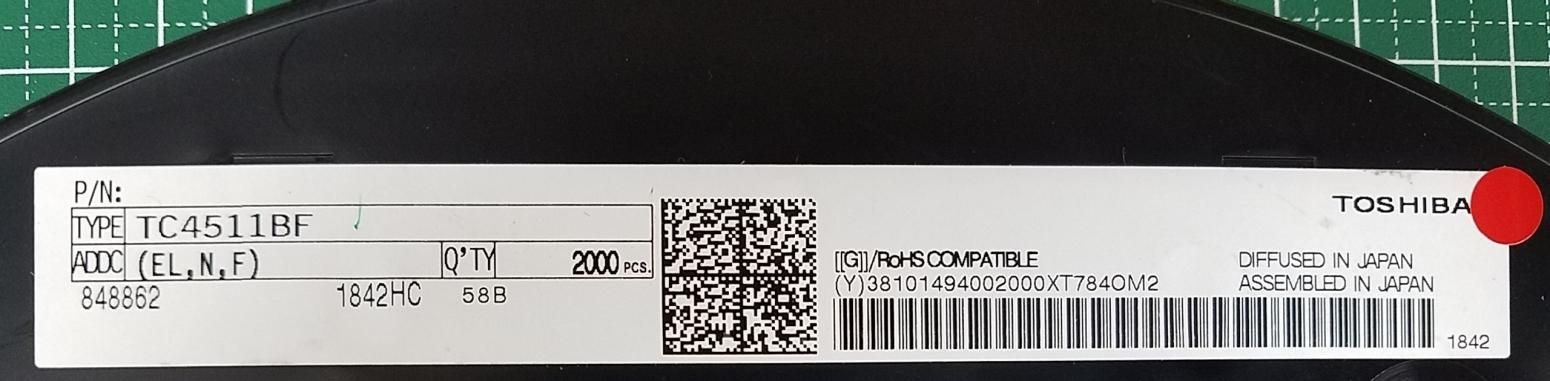 P/N:
TYPE TC4511BF
ADDC (EL,N,F) Q'TY 2000 PCS.
848862 1842HC 58B
TOSHIBA
[[G]]/RoHS COMPATIBLE
(Y)38101494002000XT784OM2
DIFFUSED IN JAPAN
ASSEMBLED IN JAPAN
1842